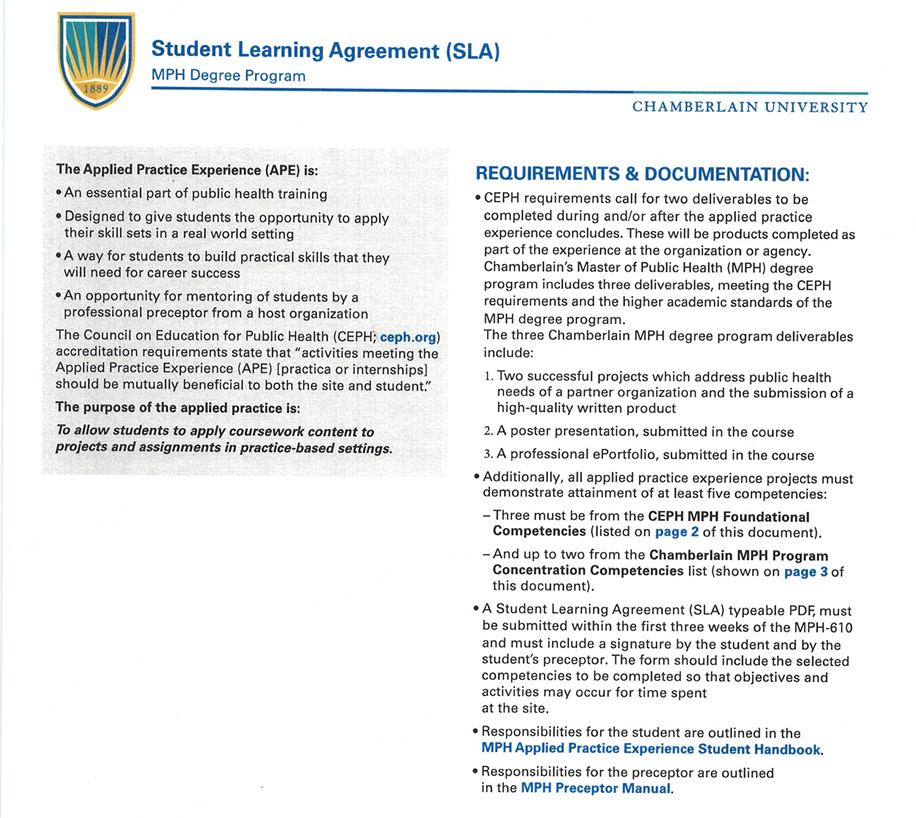 1889
Student Learning Agreement (SLA)
MPH Degree Program
CHAMBERLAIN UNIVERSITY
The Applied Practice Experience (APE) is:
• An essential part of public health training
• Designed to give students the opportunity to apply
their skill sets in a real world setting
• A way for students to build practical skills that they
will need for career success
• An opportunity for mentoring of students by a
professional preceptor from a host organization
The Council on Education for Public Health (CEPH; ceph.org)
accreditation requirements state that “activities meeting the
Applied Practice Experience (APE) [practica or internships]
should be mutually beneficial to both the site and student.”
The purpose of the applied practice is:
To allow students to apply coursework content to
projects and assignments in practice-based settings.
REQUIREMENTS & DOCUMENTATION:
• CEPH requirements call for two deliverables to be
completed during and/or after the applied practice
experience concludes. These will be products completed as
part of the experience at the organization or agency.
Chamberlain’s Master of Public Health (MPH) degree
program includes three deliverables, meeting the CEPH
requirements and the higher academic standards of the
MPH degree program.
The three Chamberlain MPH degree program deliverables
include:
1. Two successful projects which address public health
needs of a partner organization and the submission of a
high-quality written product
2. A poster presentation, submitted in the course
3. A professional ePortfolio, submitted in the course
• Additionally, all applied practice experience projects must
demonstrate attainment of at least five competencies:
– Three must be from the CEPH MPH Foundational
Competencies (listed on page 2 of this document).
– And up to two from the Chamberlain MPH Program
Concentration Competencies list (shown on page 3 of
this document).
• A Student Learning Agreement (SLA) typeable PDF, must
be submitted within the first three weeks of the MPH-610
and must include a signature by the student and by the
student’s preceptor. The form should include the selected
competencies to be completed so that objectives and
activities may occur for time spent
at the site.
• Responsibilities for the student are outlined in the
MPH Applied Practice Experience Student Handbook.
• Responsibilities for the preceptor are outlined
in the MPH Preceptor Manual.